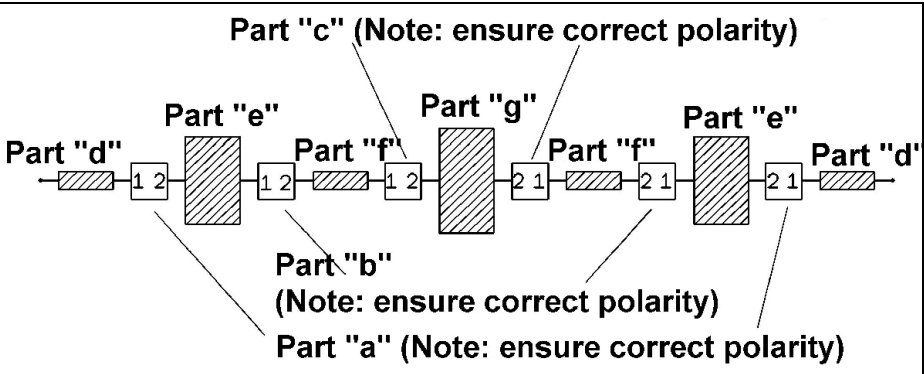 Part "c" (Note: ensure correct polarity)
Part "g"
Part "e" Part "e"
Part "d" Part "f" Part "f" Part "d"
1 2 1 2 1 2 2 1 2 1 2 1
Part "b"
(Note: ensure correct polarity)
Part "a" (Note: ensure correct polarity)